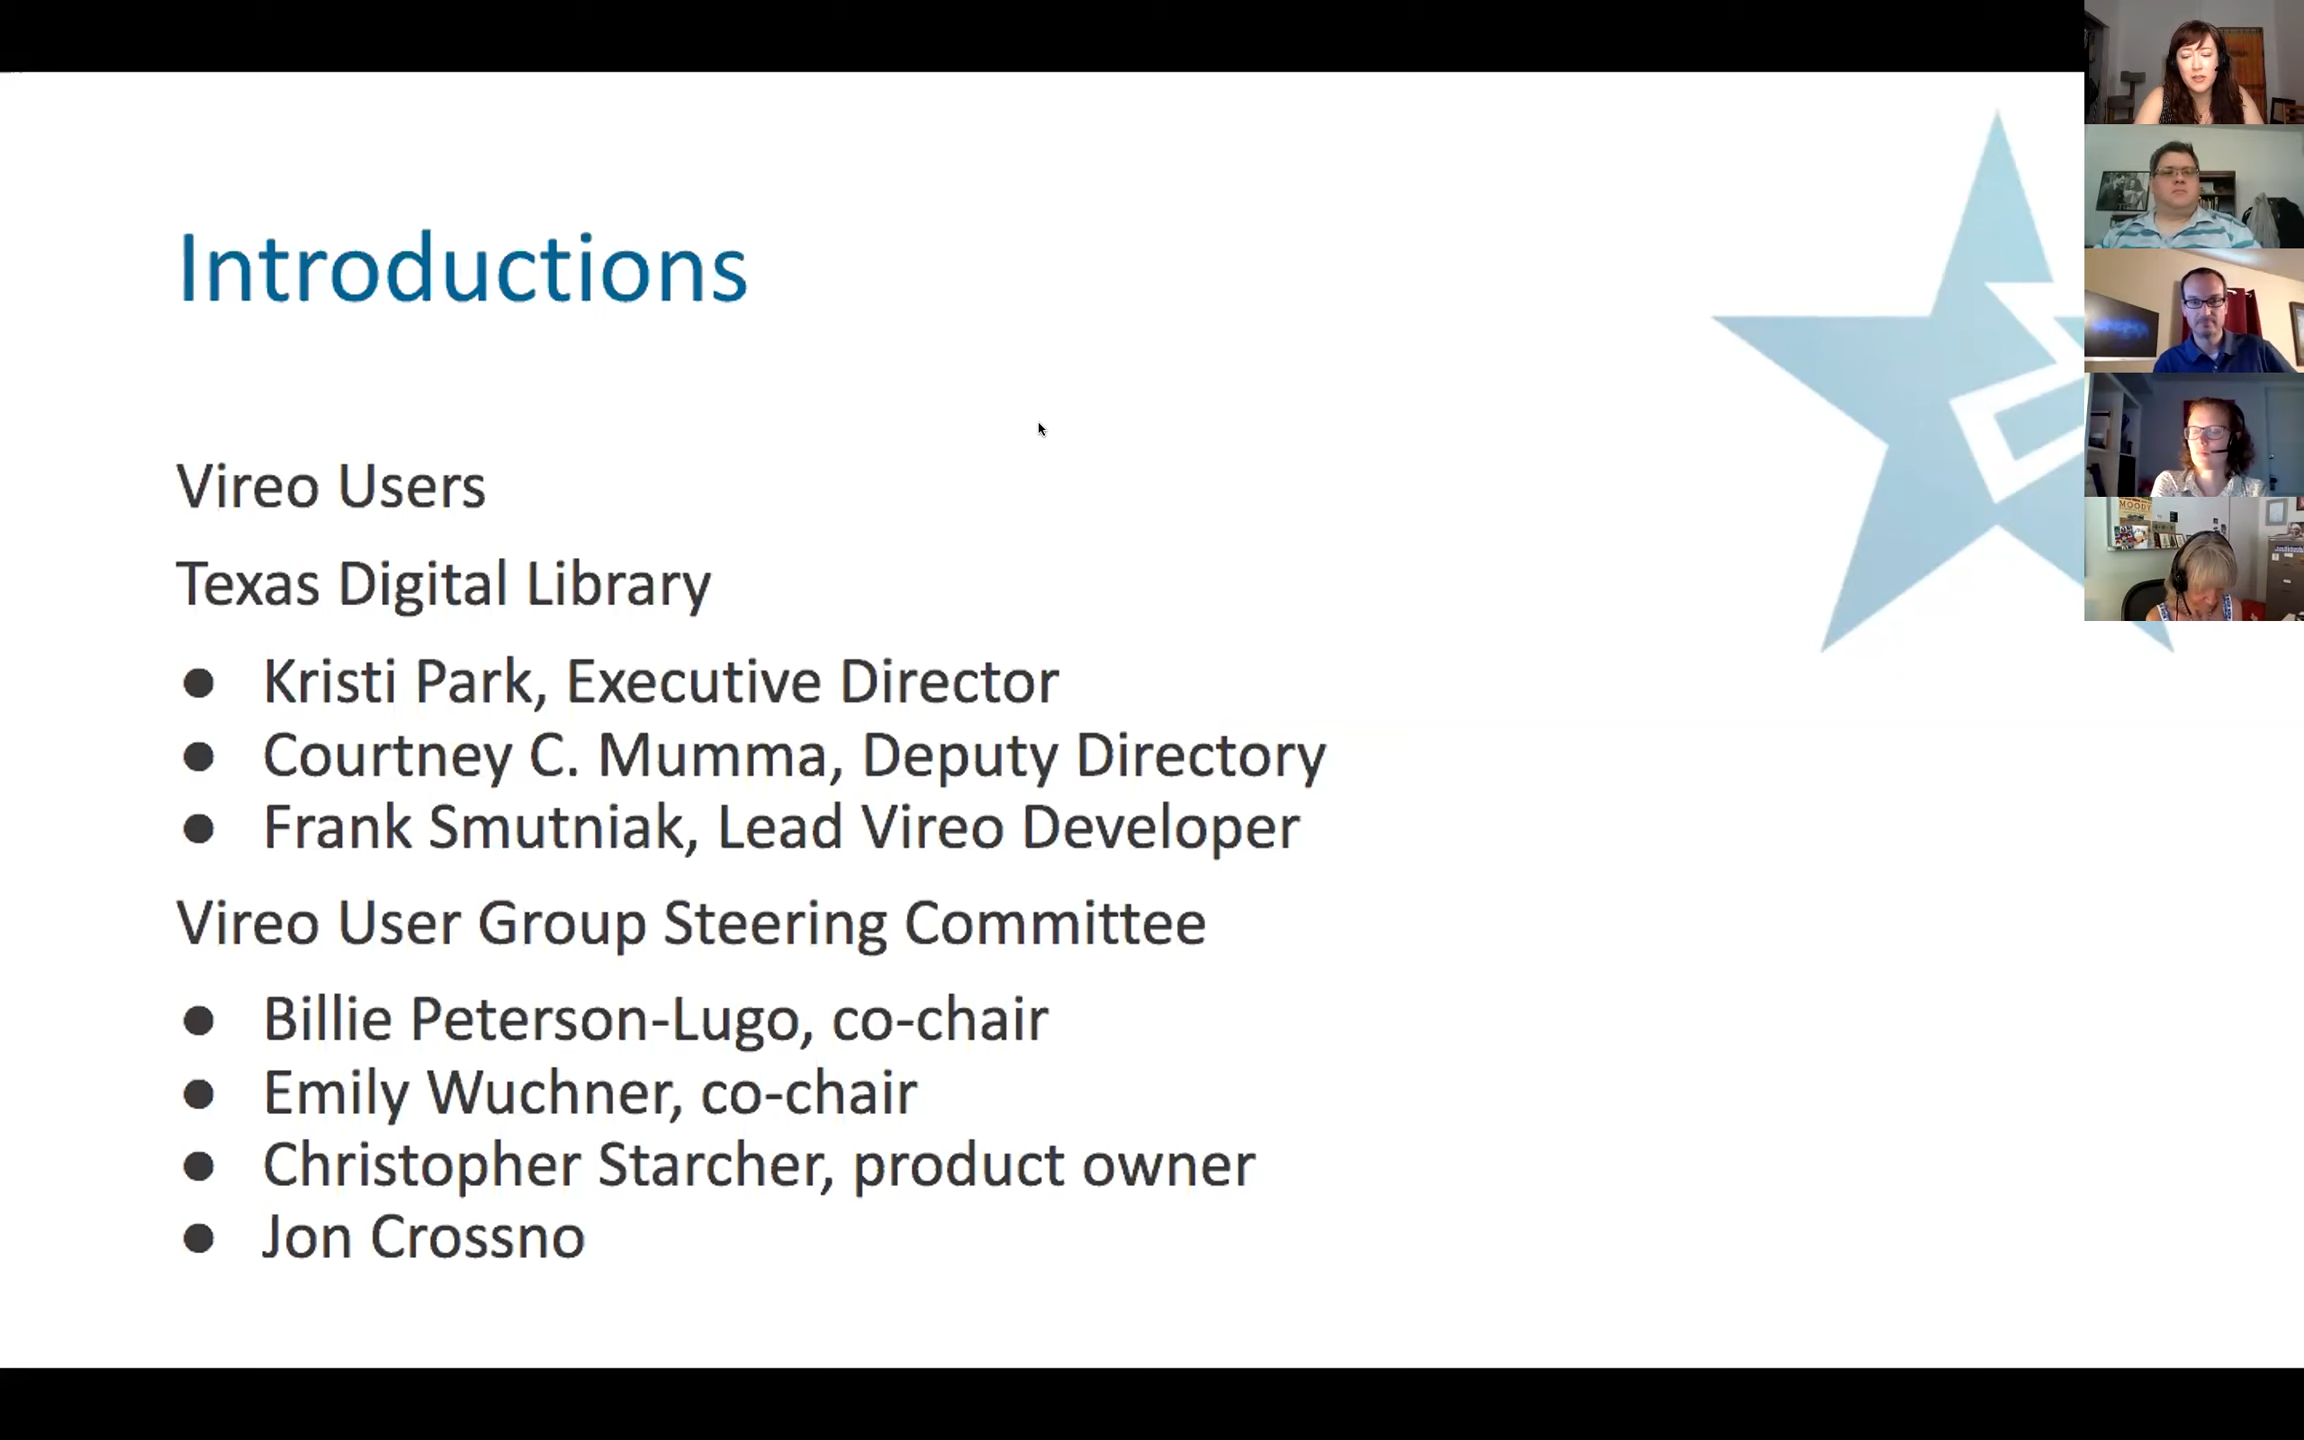 Introductions
Vireo Users
Texas Digital Library
● Kristi Park, Executive Director
● Courtney C. Mumma, Deputy Directory
● Frank Smutniak, Lead Vireo Developer
Vireo User Group Steering Committee
● Billie Peterson-Lugo, co-chair
● Emily Wuchner, co-chair
● Christopher Starcher, product owner
● Jon Crossno
MOODY